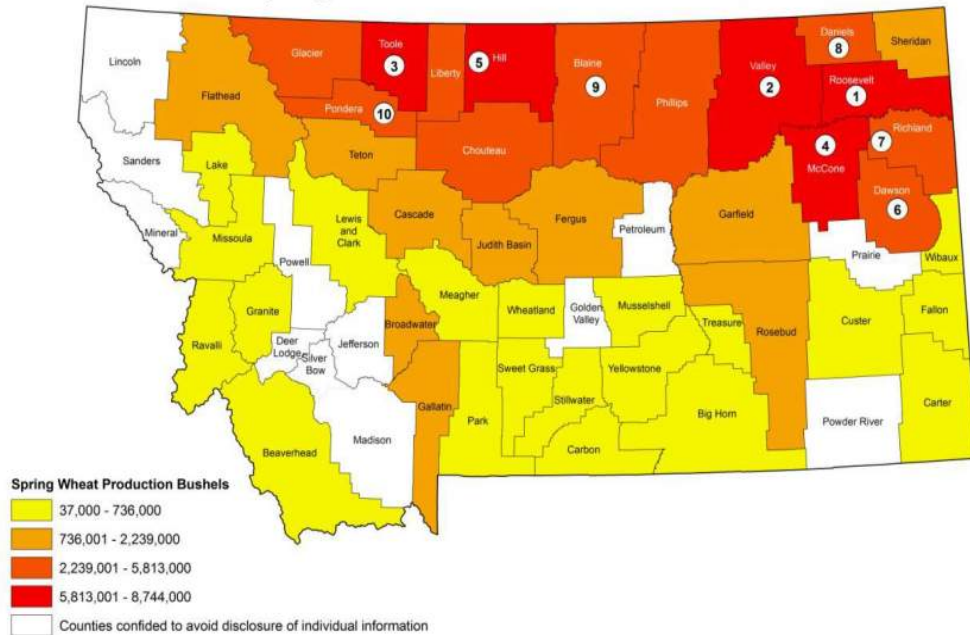 Lincoln
Flathead
Glacier
Toole
3
Liberty
5
Hill
Blaine
9
Phillips
Valley
2
Daniels
8
Sheridan
Roosevelt
1
Pondera
10
Chouteau
Teton
4
McCone
7
Richland
Dawson
6
Sanders
Lake
Mineral
Missoula
Powell
Lewis
and
Clark
Cascade
Judith Basin
Fergus
Petroleum
Garfield
Prairie
Wibaux
Ravalli
Granite
Deer
Lodge
Silver
Bow
Jefferson
Broadwater
Meagher
Wheatland
Golden
Valley
Musselshell
Treasure
Rosebud
Custer
Fallon
Gallatin
Park
Sweet Grass
Stillwater
Yellowstone
Carbon
Big Horn
Powder River
Carter
Beaverhead
Madison
Spring Wheat Production Bushels
37,000 - 736,000
736,001 - 2,239,000
2,239,001 - 5,813,000
5,813,001 - 8,744,000
Counties confided to avoid disclosure of individual information